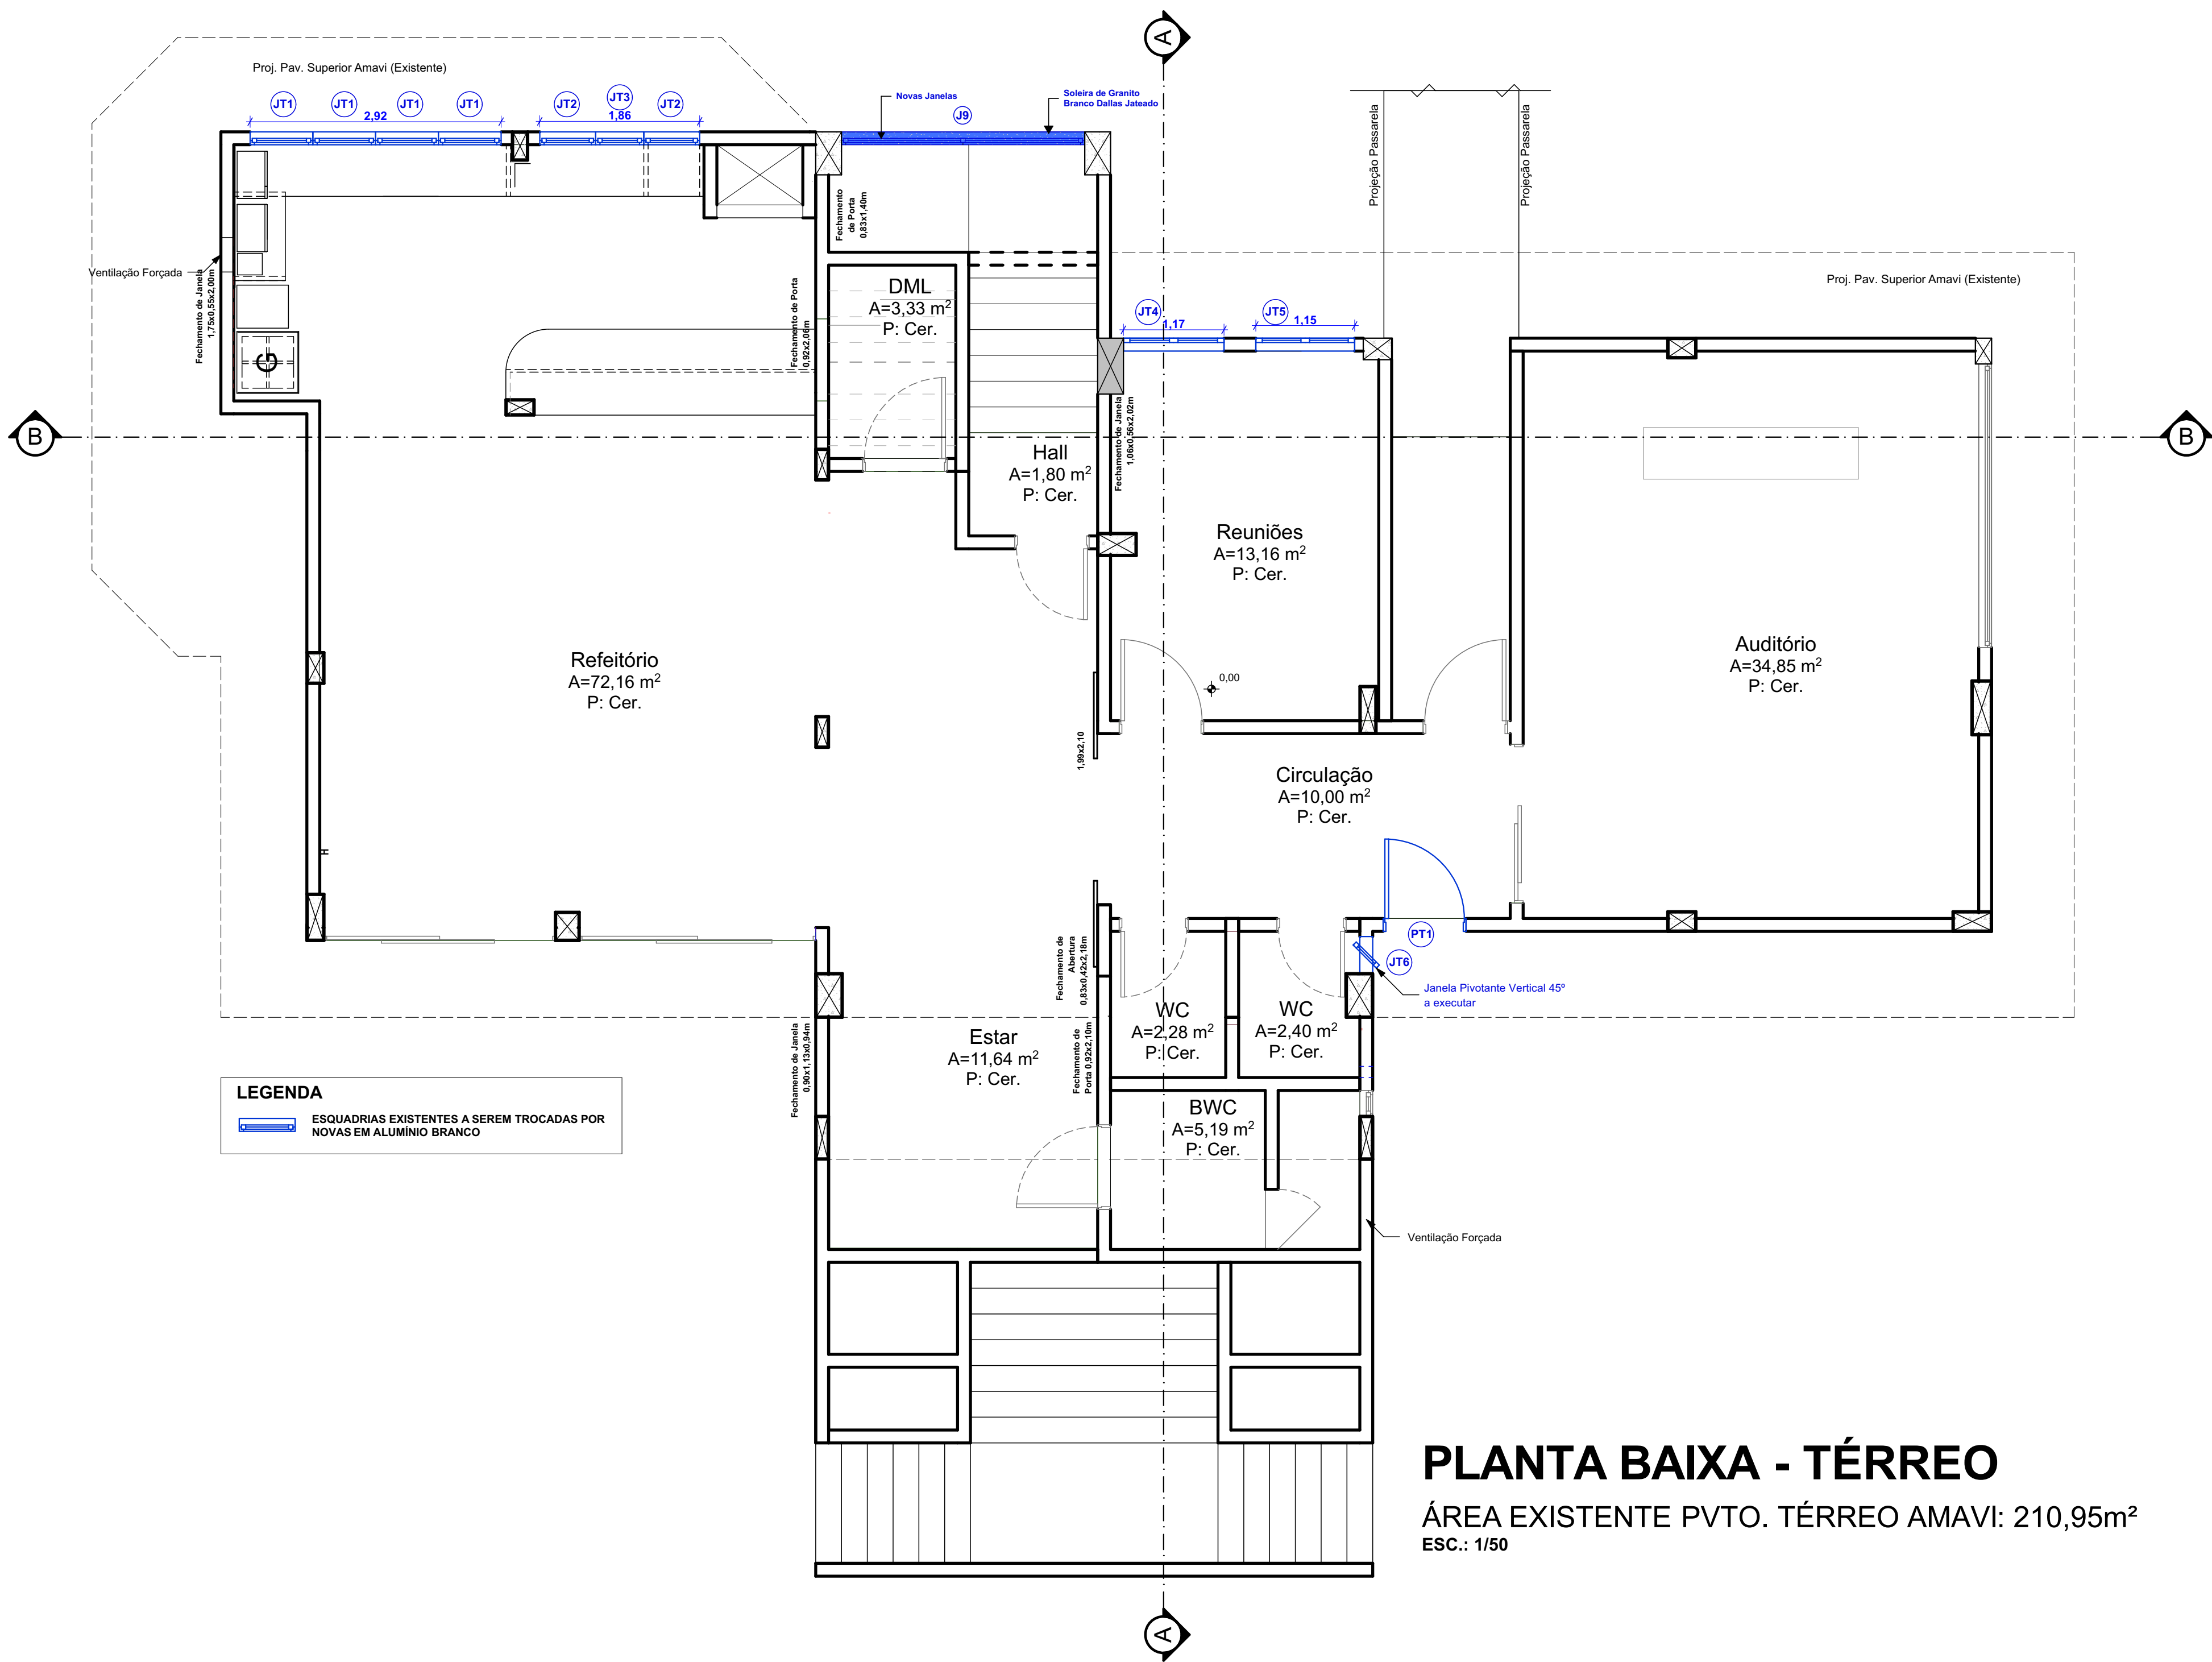 A
Proj. Pav. Superior Amavi (Existente)
JT1
JT1
JT1
JT1
JT2
JT3
JT2
2,92
1,86
Novas Janelas
J9
Soleira de Granito
Branco Dallas Jateado
Projeção Passarela
Projeção Passarela
Fechamento
de Porta
0,83x1,40m
Ventilação Forçada
Fechamento de Janela
1,75x0,55x2,00m
G
Fechamento de Porta
0,92x2,06m
DML
A=3,33 m²
P: Cer.
JT4
1,17
JT5
1,15
Proj. Pav. Superior Amavi (Existente)
B
B
Hall
A=1,80 m²
P: Cer.
Fechamento de Janela
1,06x0,56x2,02m
Reuniões
A=13,16 m²
P: Cer.
Refeitório
A=72,16 m²
P: Cer.
0,00
Auditório
A=34,85 m²
P: Cer.
1,99x2,10
Circulação
A=10,00 m²
P: Cer.
H
PT1
JT6
Janela Pivotante Vertical 45º
a executar
Fechamento de
Abertura
0,83x0,42x2,18m
WC
A=2,28 m²
P: Cer.
WC
A=2,40 m²
P: Cer.
Estar
A=11,64 m²
P: Cer.
Fechamento de Janela
0,90x1,13x0,94m
Fechamento de
Porta 0,92x2,10m
BWC
A=5,19 m²
P: Cer.
LEGENDA
ESQUADRIAS EXISTENTES A SEREM TROCADAS POR
NOVAS EM ALUMÍNIO BRANCO
Ventilação Forçada
PLANTA BAIXA - TÉRREO
ÁREA EXISTENTE PVTO. TÉRREO AMAVI: 210,95m²
ESC.: 1/50
A